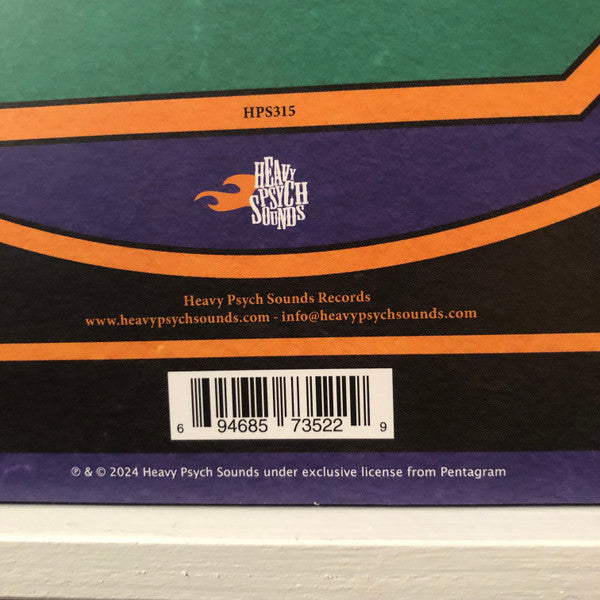 HPS315
HEAVY
PSYCH
SOUNDS
Heavy Psych Sounds Records
www.heavypsychsounds.com - info@heavypsychsounds.com
6 94685 73522 9
℗ & © 2024 Heavy Psych Sounds under exclusive license from Pentagram